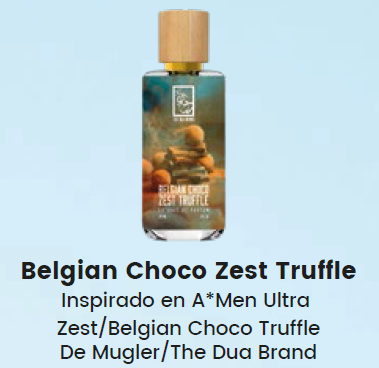 BELGIAN CHOCO
ZEST TRUFFLE
Belgian Choco Zest Truffle
Inspirado en A*Men Ultra
Zest/Belgian Choco Truffle
De Mugler/The Dua Brand